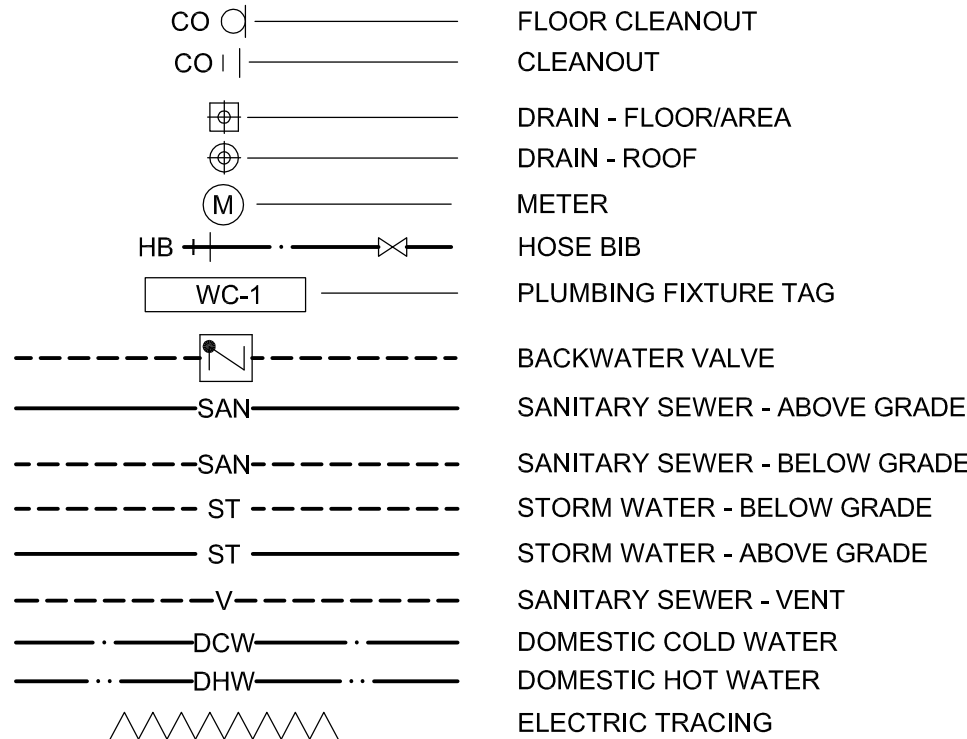 CO FLOOR CLEANOUT
CO CLEANOUT
DRAIN - FLOOR/AREA
DRAIN - ROOF
M METER
HB HOSE BIB
WC-1 PLUMBING FIXTURE TAG
BACKWATER VALVE
SAN SANITARY SEWER - ABOVE GRADE
SAN SANITARY SEWER - BELOW GRADE
ST STORM WATER - BELOW GRADE
ST STORM WATER - ABOVE GRADE
V SANITARY SEWER - VENT
DCW DOMESTIC COLD WATER
DHW DOMESTIC HOT WATER
ELECTRIC TRACING